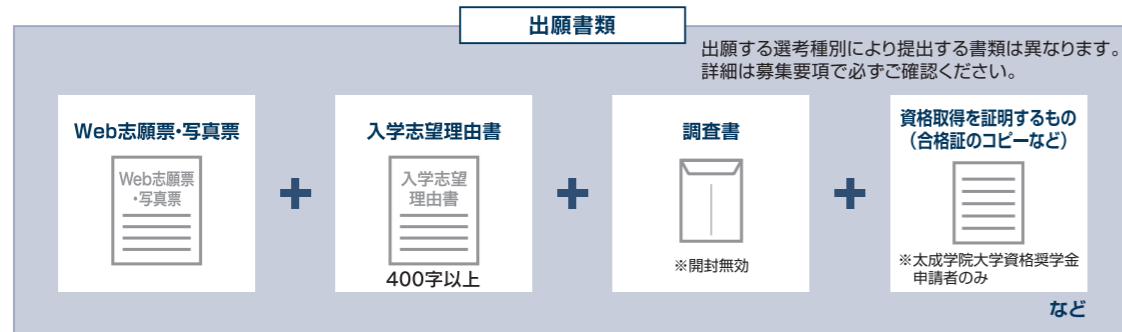 出願書類
出願する選考種別により提出する書類は異なります。
詳細は募集要項で必ずご確認ください。
Web志願票・写真票
Web志願票
・写真票
+
入学志望理由書
入学志望
理由書
400字以上
+
調査書
※開封無効
+
資格取得を証明するもの
（合格証のコピーなど）
※太成学院大学資格奨学金
申請者のみ
など